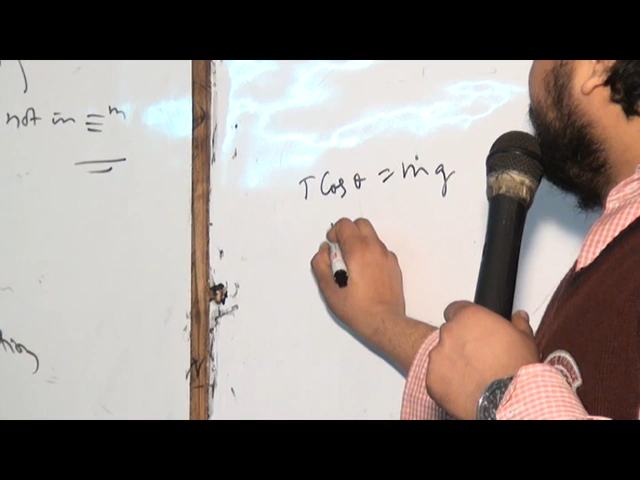 not in
T Cos θ = mg